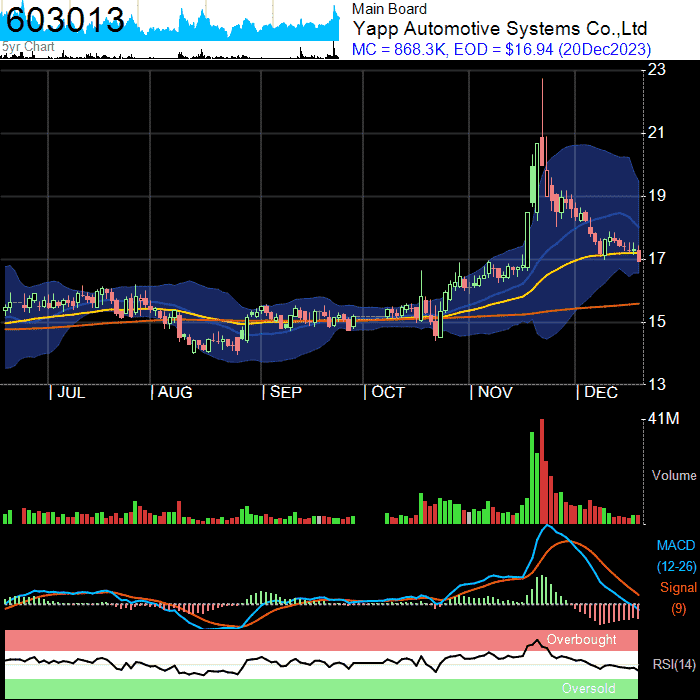 603013
5yr Chart
Main Board
Yapp Automotive Systems Co.,Ltd
MC = 868.3K, EOD = $16.94 (20Dec2023)
23
21
19
17
15
13
| JUL | AUG | SEP | OCT | NOV | DEC
41M
Volume
MACD
(12-26)
Signal
(9)
Overbought
RSI(14)
Oversold